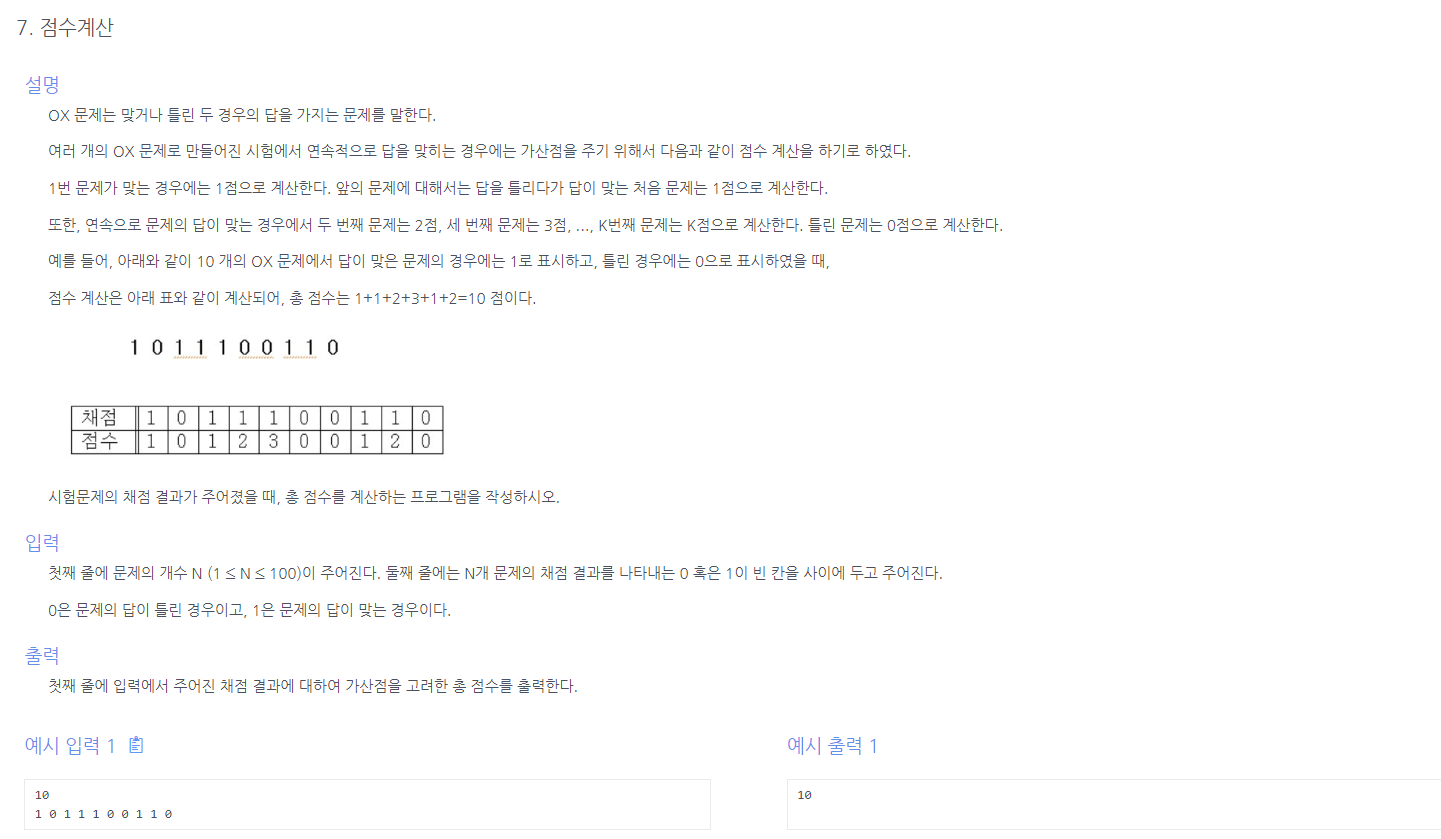 7. 점수계산
설명
OX 문제는 맞거나 틀린 두 경우의 답을 가지는 문제를 말한다.
여러 개의 OX 문제로 만들어진 시험에서 연속적으로 답을 맞히는 경우에는 가산점을 주기 위해서 다음과 같이 점수 계산을 하기로 하였다.
1번 문제가 맞는 경우에는 1점으로 계산한다. 앞의 문제에 대해서는 답을 틀리다가 답이 맞는 처음 문제는 1점으로 계산한다.
또한, 연속으로 문제의 답이 맞는 경우에서 두 번째 문제는 2점, 세 번째 문제는 3점, ..., K번째 문제는 K점으로 계산한다. 틀린 문제는 0점으로 계산한다.
예를 들어, 아래와 같이 10 개의 OX 문제에서 답이 맞은 문제의 경우에는 1로 표시하고, 틀린 경우에는 0으로 표시하였을 때,
점수 계산은 아래 표와 같이 계산되어, 총 점수는 1+1+2+3+1+2=10 점이다.
1 0 1 1 1 0 0 1 1 0
채점 1 0 1 1 1 0 0 1 1 0
점수 1 0 1 2 3 0 0 1 2 0
시험문제의 채점 결과가 주어졌을 때, 총 점수를 계산하는 프로그램을 작성하시오.
입력
첫째 줄에 문제의 개수 N (1 ≤ N ≤ 100)이 주어진다. 둘째 줄에는 N개 문제의 채점 결과를 나타내는 0 혹은 1이 빈 칸을 사이에 두고 주어진다.
0은 문제의 답이 틀린 경우이고, 1은 문제의 답이 맞는 경우이다.
출력
첫째 줄에 입력에서 주어진 채점 결과에 대하여 가산점을 고려한 총 점수를 출력한다.
예시 입력 1
10
1 0 1 1 1 0 0 1 1 0
예시 출력 1
10